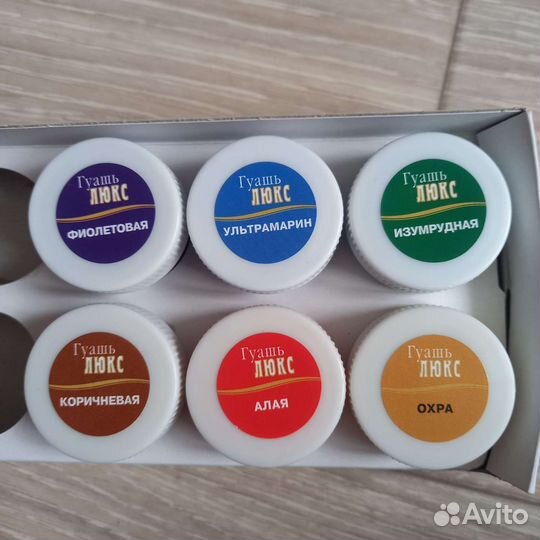 Гуашь
ЛЮКС
ФИОЛЕТОВАЯ
Гуашь
ЛЮКС
УЛЬТРАМАРИН
Гуашь
ЛЮКС
ИЗУМРУДНАЯ
Гуашь
ЛЮКС
КОРИЧНЕВАЯ
Гуашь
ЛЮКС
АЛАЯ
Гуашь
ЛЮКС
ОХРА
Avito